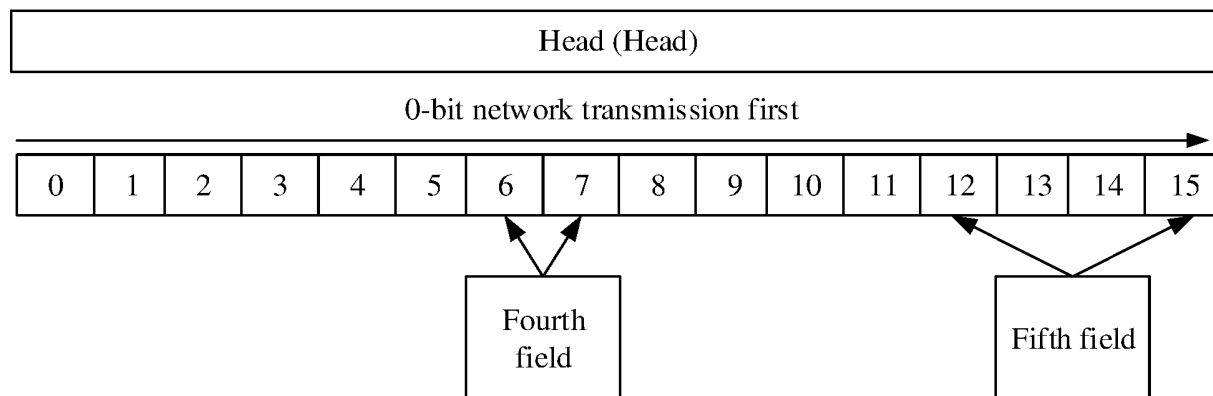 Head (Head)
0-bit network transmission first
0 1 2 3 4 5 6 7 8 9 10 11 12 13 14 15
Fourth
field
Fifth field